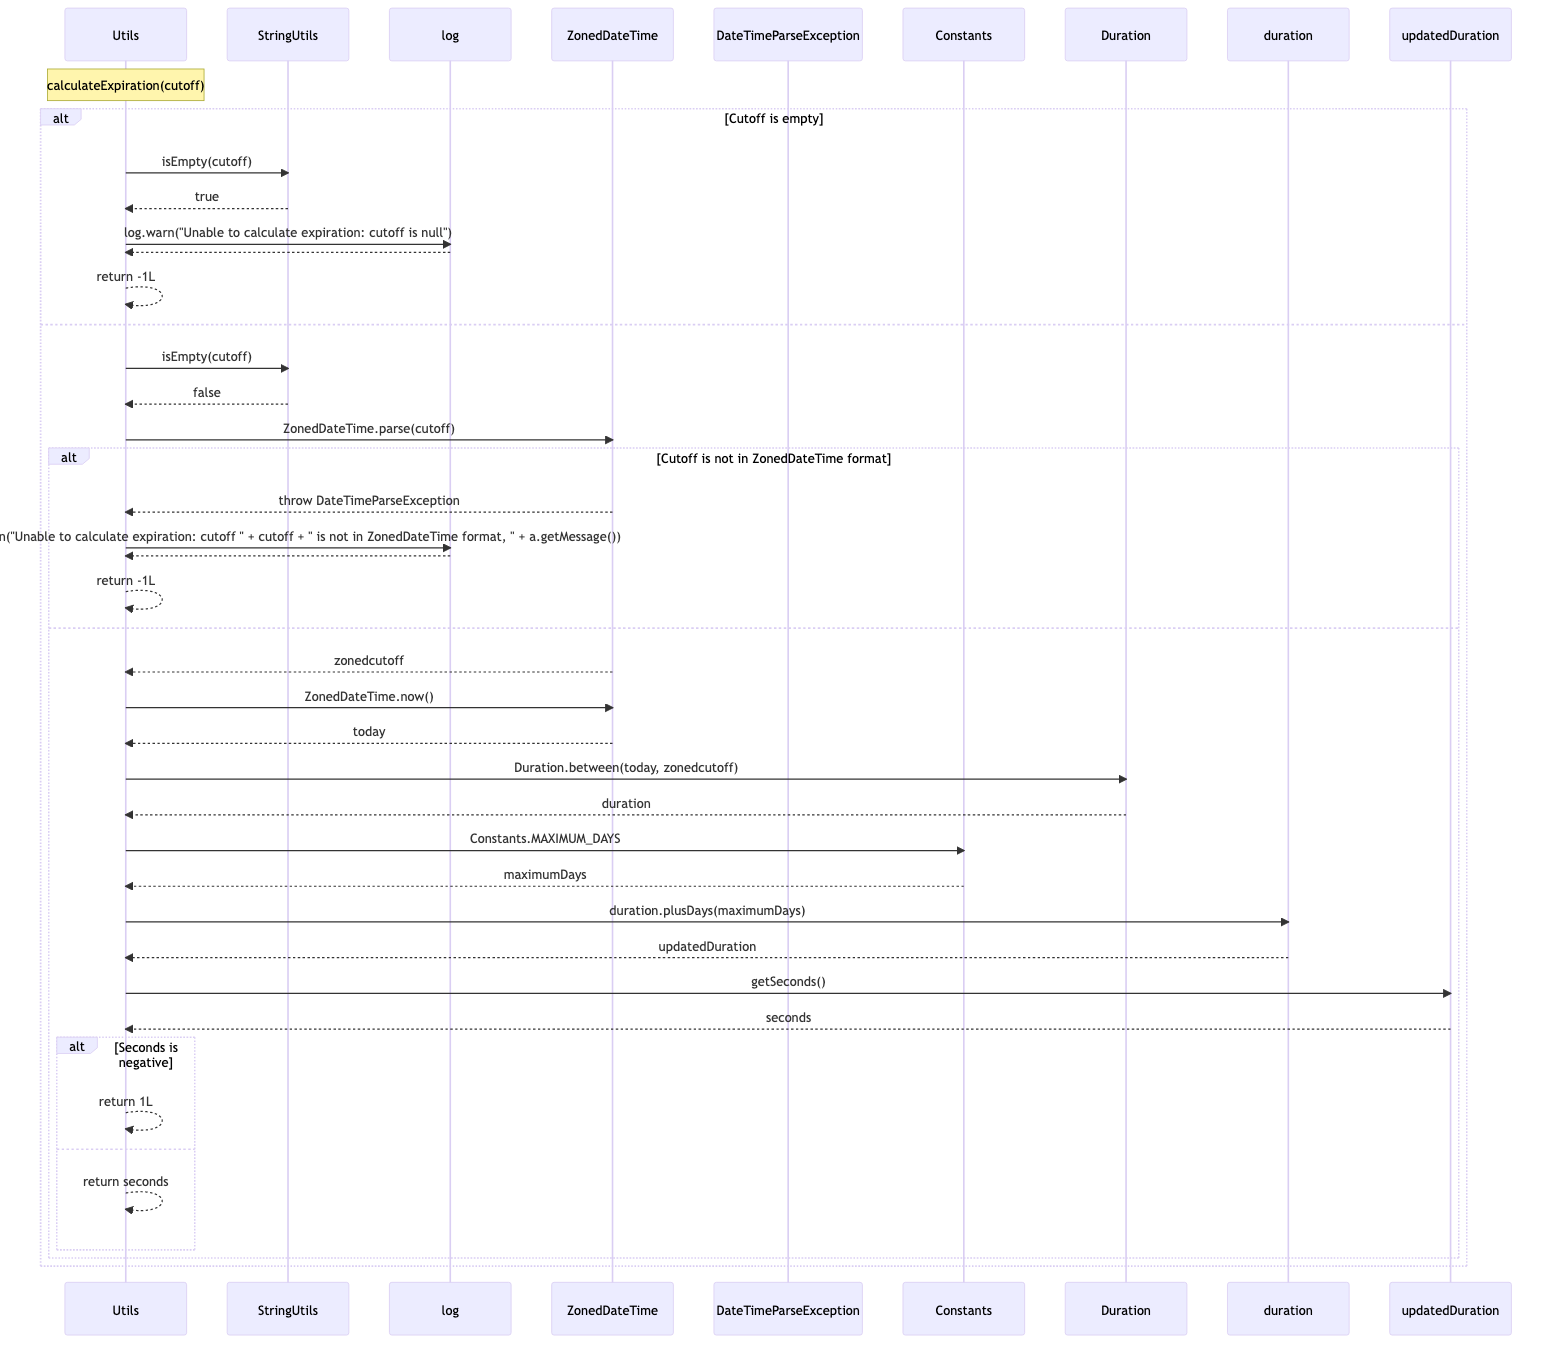 Utils
StringUtils
log
ZonedDateTime
DateTimeParseException
Constants
Duration
duration
updatedDuration
calculateExpiration(cutoff)
alt
[Cutoff is empty]
isEmpty(cutoff)
true
log.warn("Unable to calculate expiration: cutoff is null")
return -1L
isEmpty(cutoff)
false
ZonedDateTime.parse(cutoff)
alt
[Cutoff is not in ZonedDateTime format]
throw DateTimeParseException
n("Unable to calculate expiration: cutoff " + cutoff + " is not in ZonedDateTime format, " + a.getMessage())
return -1L
zonedcutoff
ZonedDateTime.now()
today
Duration.between(today, zonedcutoff)
duration
Constants.MAXIMUM_DAYS
maximumDays
duration.plusDays(maximumDays)
updatedDuration
getSeconds()
seconds
alt
[Seconds is
negative]
return 1L
return seconds
Utils
StringUtils
log
ZonedDateTime
DateTimeParseException
Constants
Duration
duration
updatedDuration